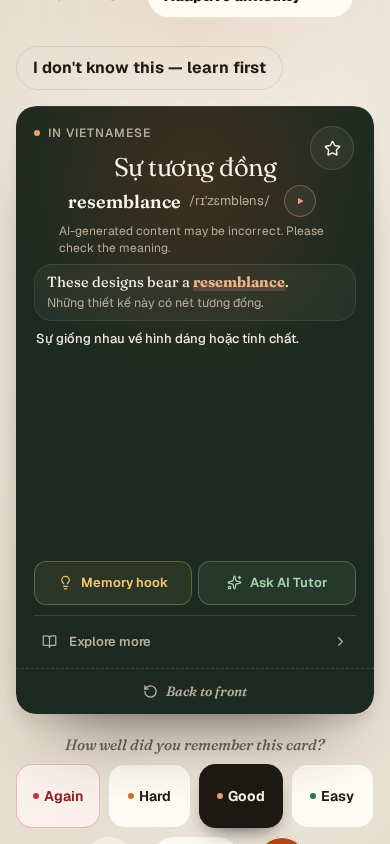 I don't know this — learn first
IN VIETNAMESE
Sự tương đồng
resemblance /rɪˈzɛmbləns/
AI-generated content may be incorrect. Please
check the meaning.
These designs bear a resemblance.
Những thiết kế này có nét tương đồng.
Sự giống nhau về hình dáng hoặc tính chất.
Memory hook
Ask AI Tutor
Explore more
Back to front
How well did you remember this card?
Again
Hard
Good
Easy